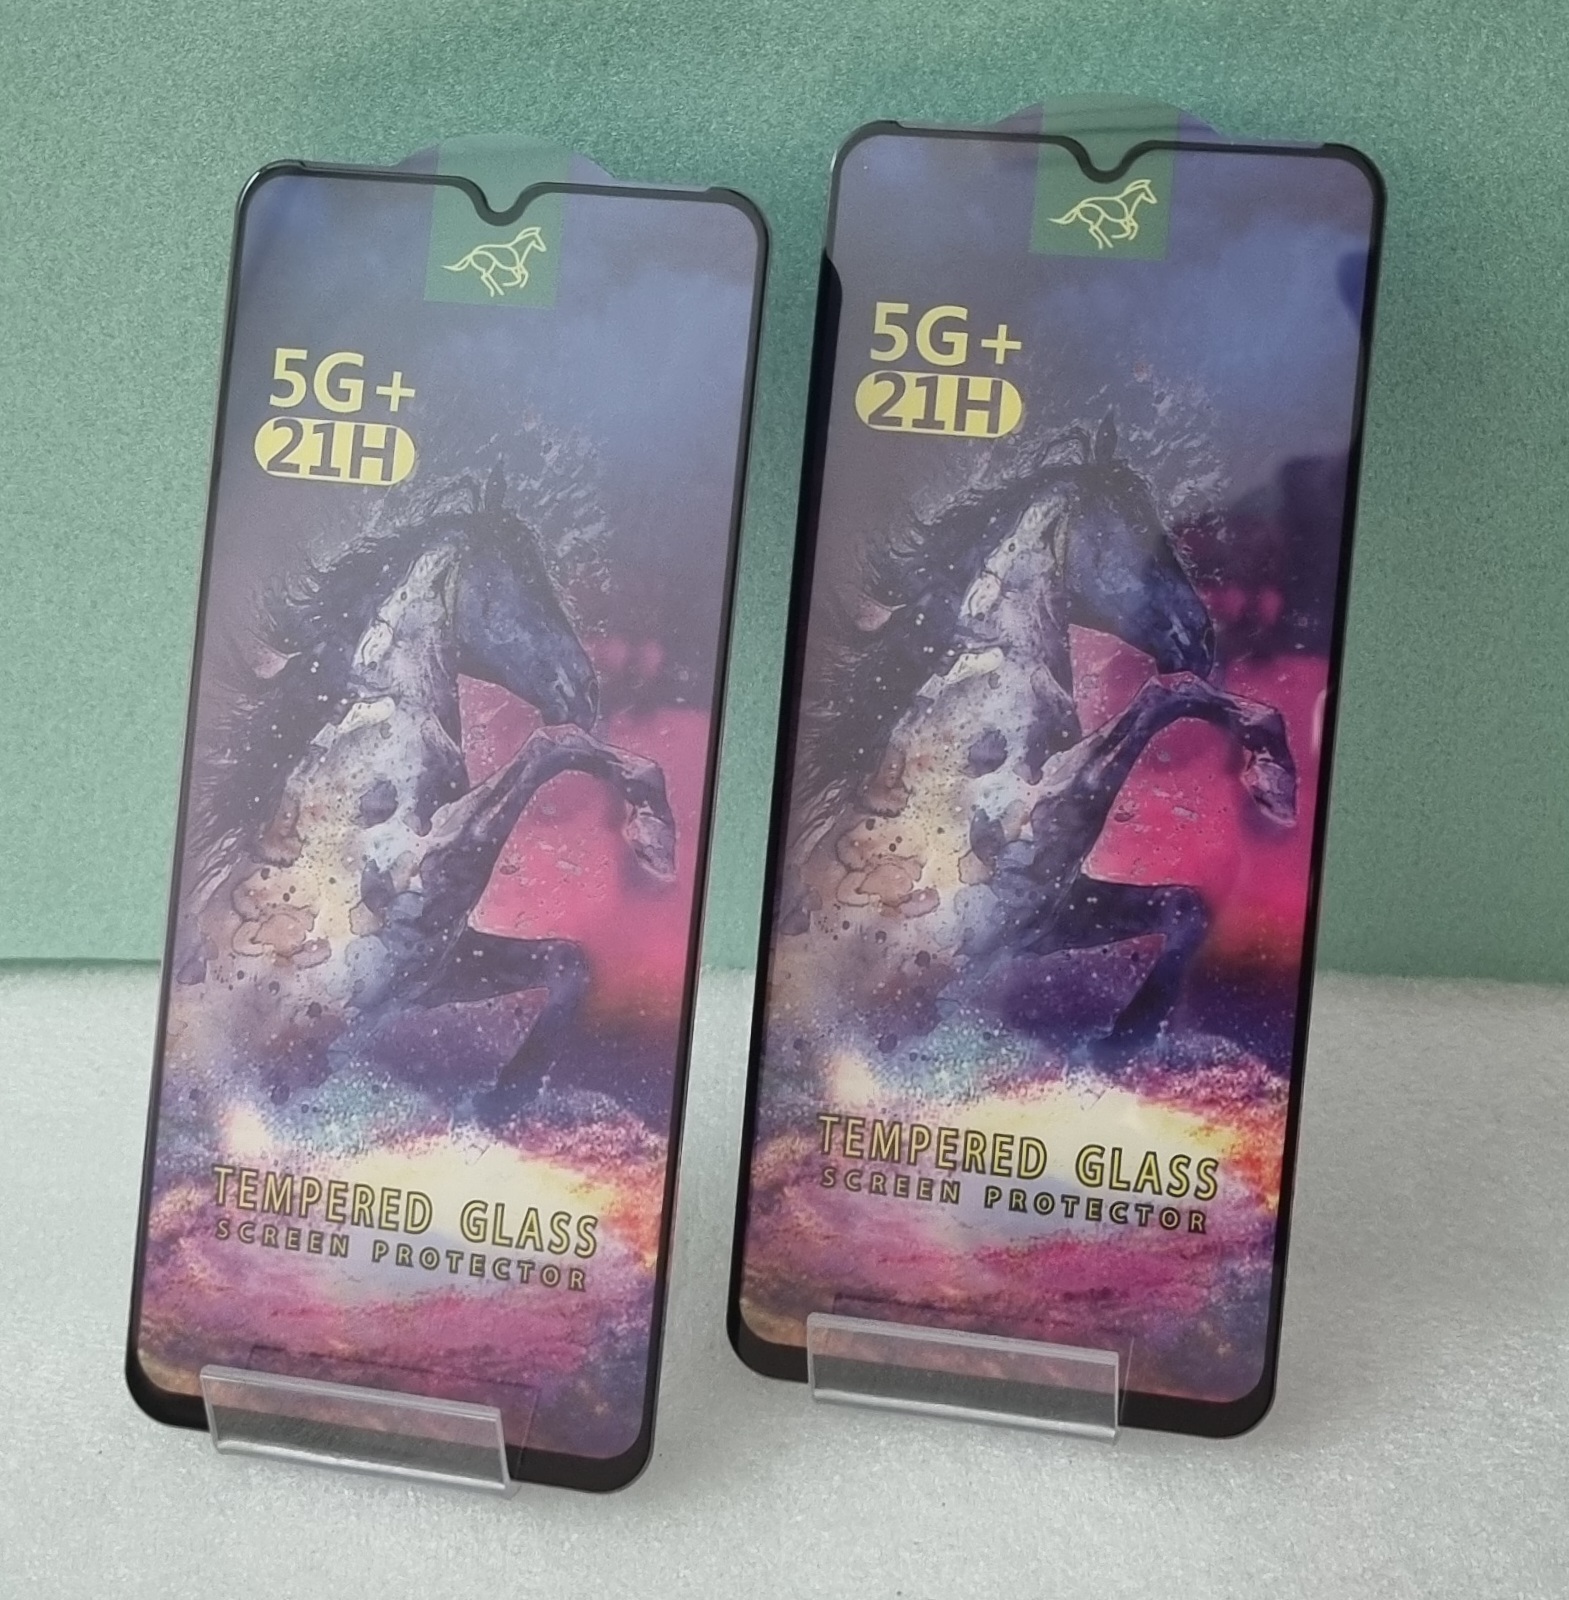 5G+
21H
TEMPERED GLASS
SCREEN PROTECTOR
5G+
21H
TEMPERED GLASS
SCREEN PROTECTOR